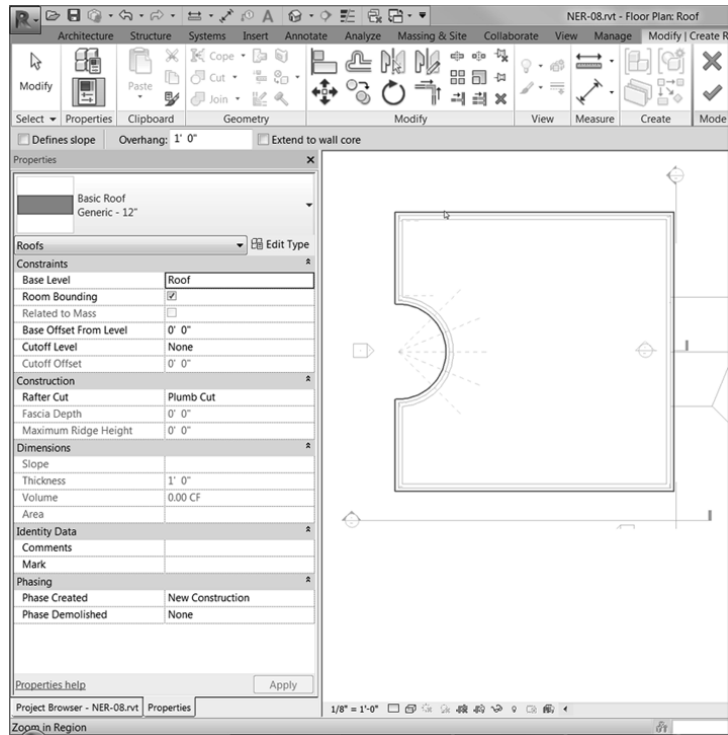 NER-08.rvt - Floor Plan: Roof
Architecture Structure Systems Insert Annotate Analyze Massing & Site Collaborate View Manage Modify | Create R
Modify Paste Cope Cut Join
Select Properties Clipboard Geometry Modify View Measure Create Mode
Defines slope Overhang: 1' 0" Extend to wall core
Properties
Basic Roof
Generic - 12"
Roofs Edit Type
Constraints
Base Level Roof
Room Bounding
Related to Mass
Base Offset From Level 0' 0"
Cutoff Level None
Cutoff Offset 0' 0"
Construction
Rafter Cut Plumb Cut
Fascia Depth 0' 0"
Maximum Ridge Height 0' 0"
Dimensions
Slope
Thickness 1' 0"
Volume 0.00 CF
Area
Identity Data
Comments
Mark
Phasing
Phase Created New Construction
Phase Demolished None
Properties help Apply
Project Browser - NER-08.rvt Properties
1/8" = 1'-0"
Zoom in Region